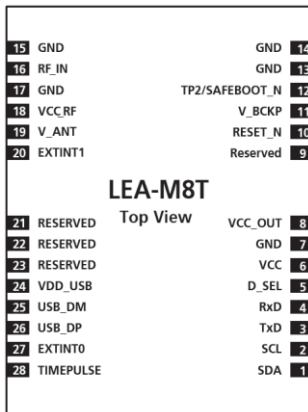 15 GND GND 14
16 RF_IN GND 13
17 GND TP2/SAFEBOOT_N 12
18 VCC_RF V_BCKP 11
19 V_ANT RESET_N 10
20 EXTINT1 Reserved 9
LEA-M8T
Top View
21 RESERVED VCC_OUT 8
22 RESERVED GND 7
23 RESERVED VCC 6
24 VDD_USB D_SEL 5
25 USB_DM RxD 4
26 USB_DP TxD 3
27 EXTINT0 SCL 2
28 TIMEPULSE SDA 1